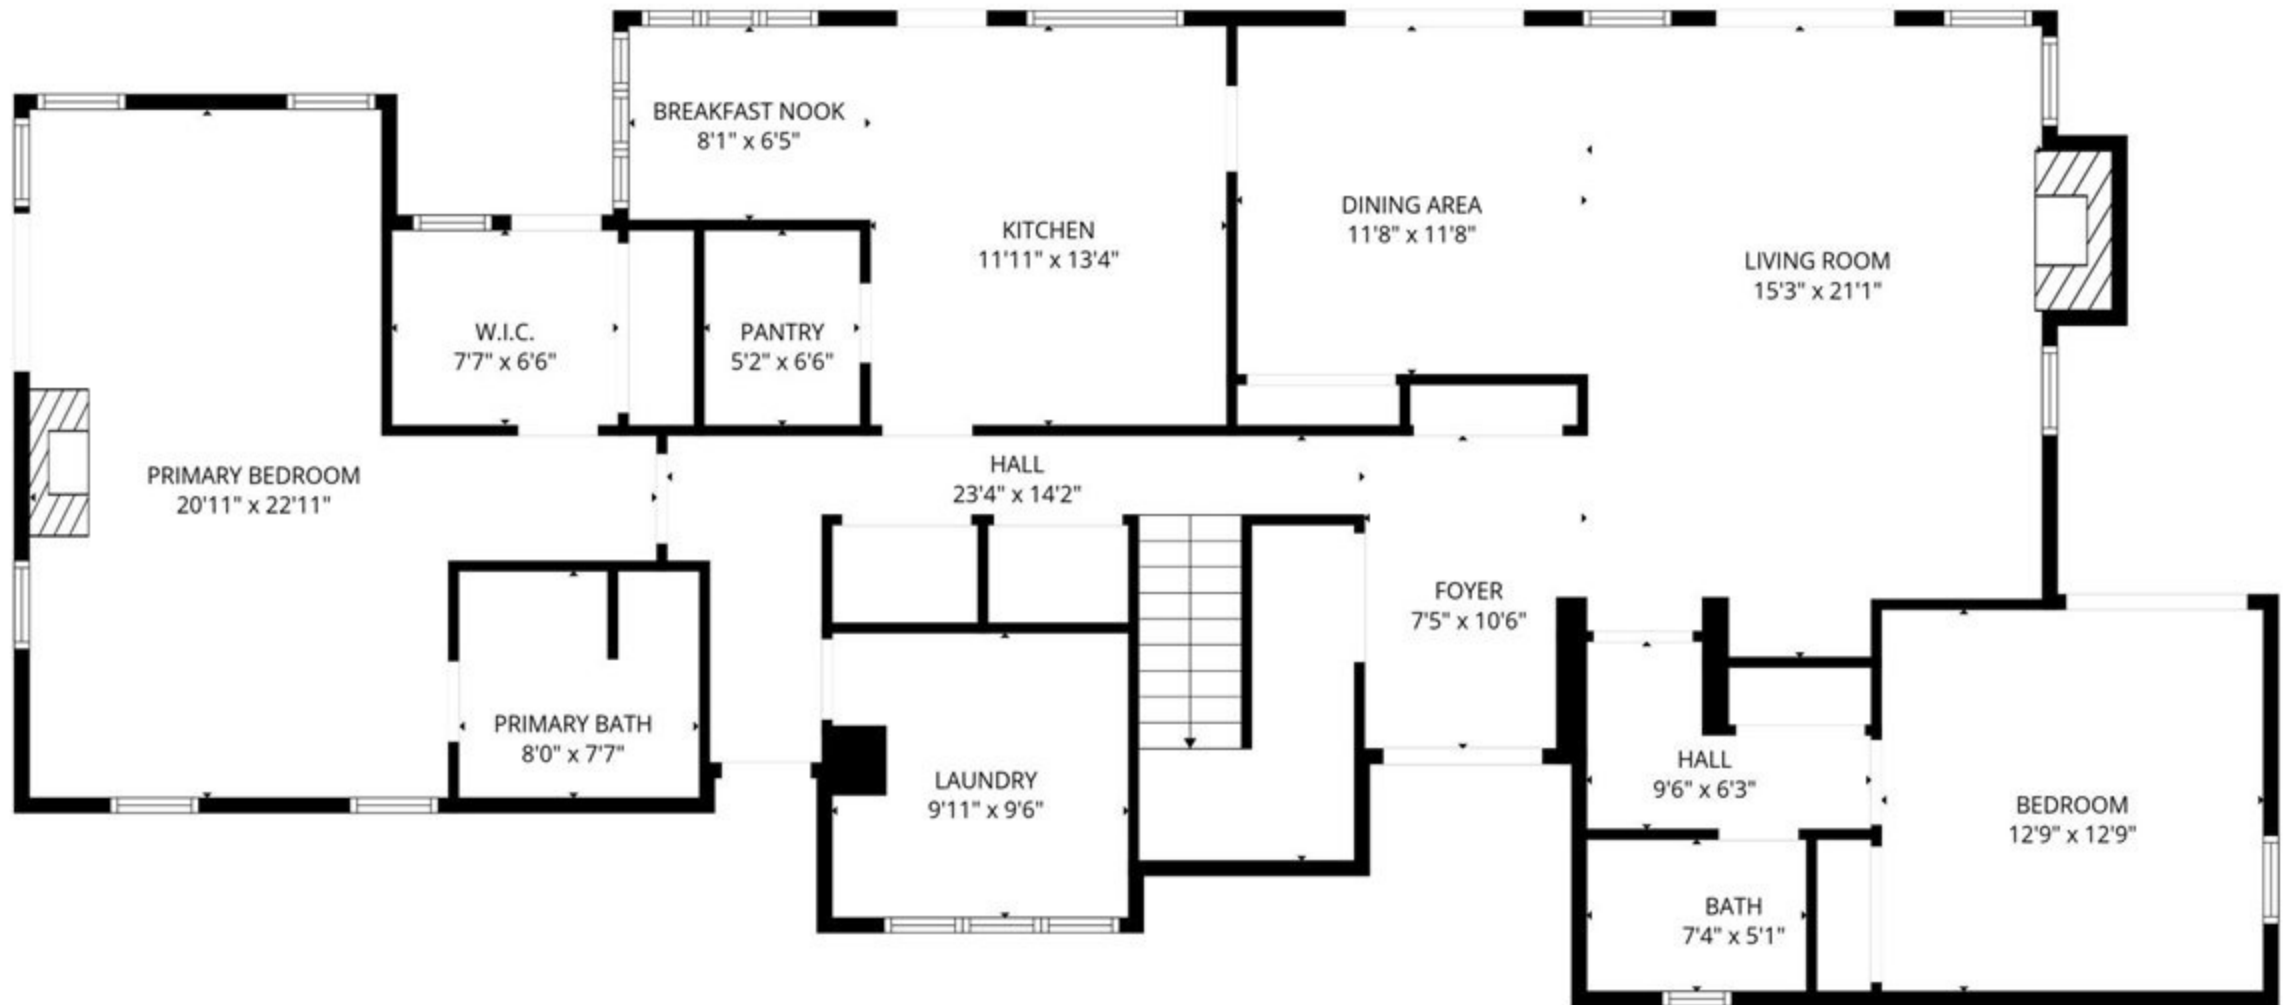 BREAKFAST NOOK
8'1" x 6'5"
DINING AREA
11'8" x 11'8"
KITCHEN
11'11" x 13'4"
LIVING ROOM
15'3" x 21'1"
W.I.C.
7'7" x 6'6"
PANTRY
5'2" x 6'6"
PRIMARY BEDROOM
20'11" x 22'11"
HALL
23'4" x 14'2"
FOYER
7'5" x 10'6"
PRIMARY BATH
8'0" x 7'7"
LAUNDRY
9'11" x 9'6"
HALL
9'6" x 6'3"
BEDROOM
12'9" x 12'9"
BATH
7'4" x 5'1"